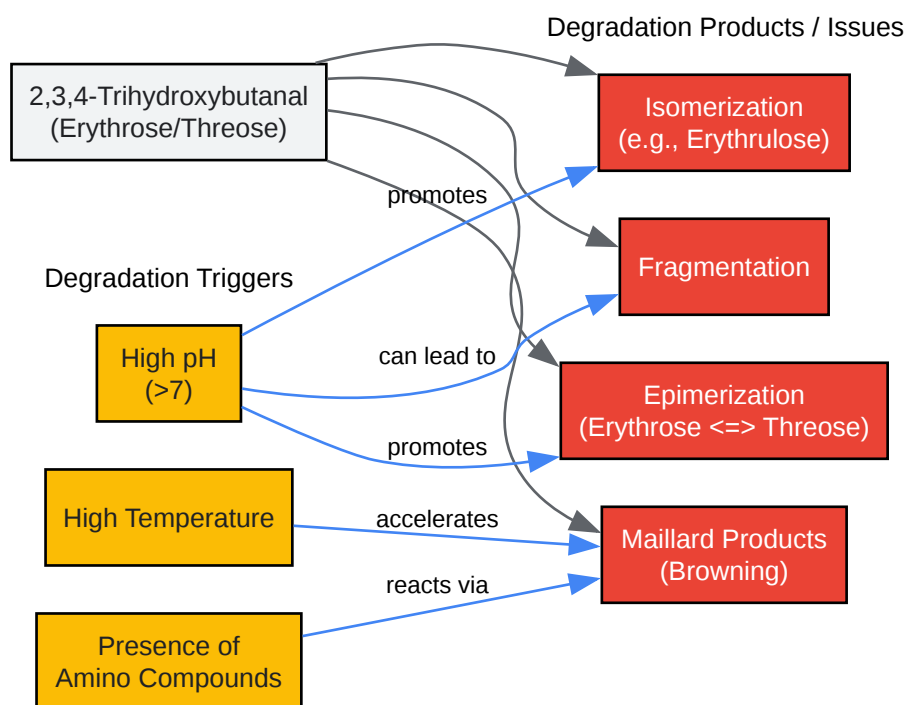 Degradation Products / Issues
2,3,4-Trihydroxybutanal
(Erythrose/Threose)
Isomerization
(e.g., Erythrulose)
promotes
Fragmentation
Degradation Triggers
High pH
(>7)
can lead to
Epimerization
(Erythrose <=> Threose)
promotes
High Temperature
accelerates
Maillard Products
(Browning)
reacts via
Presence of
Amino Compounds